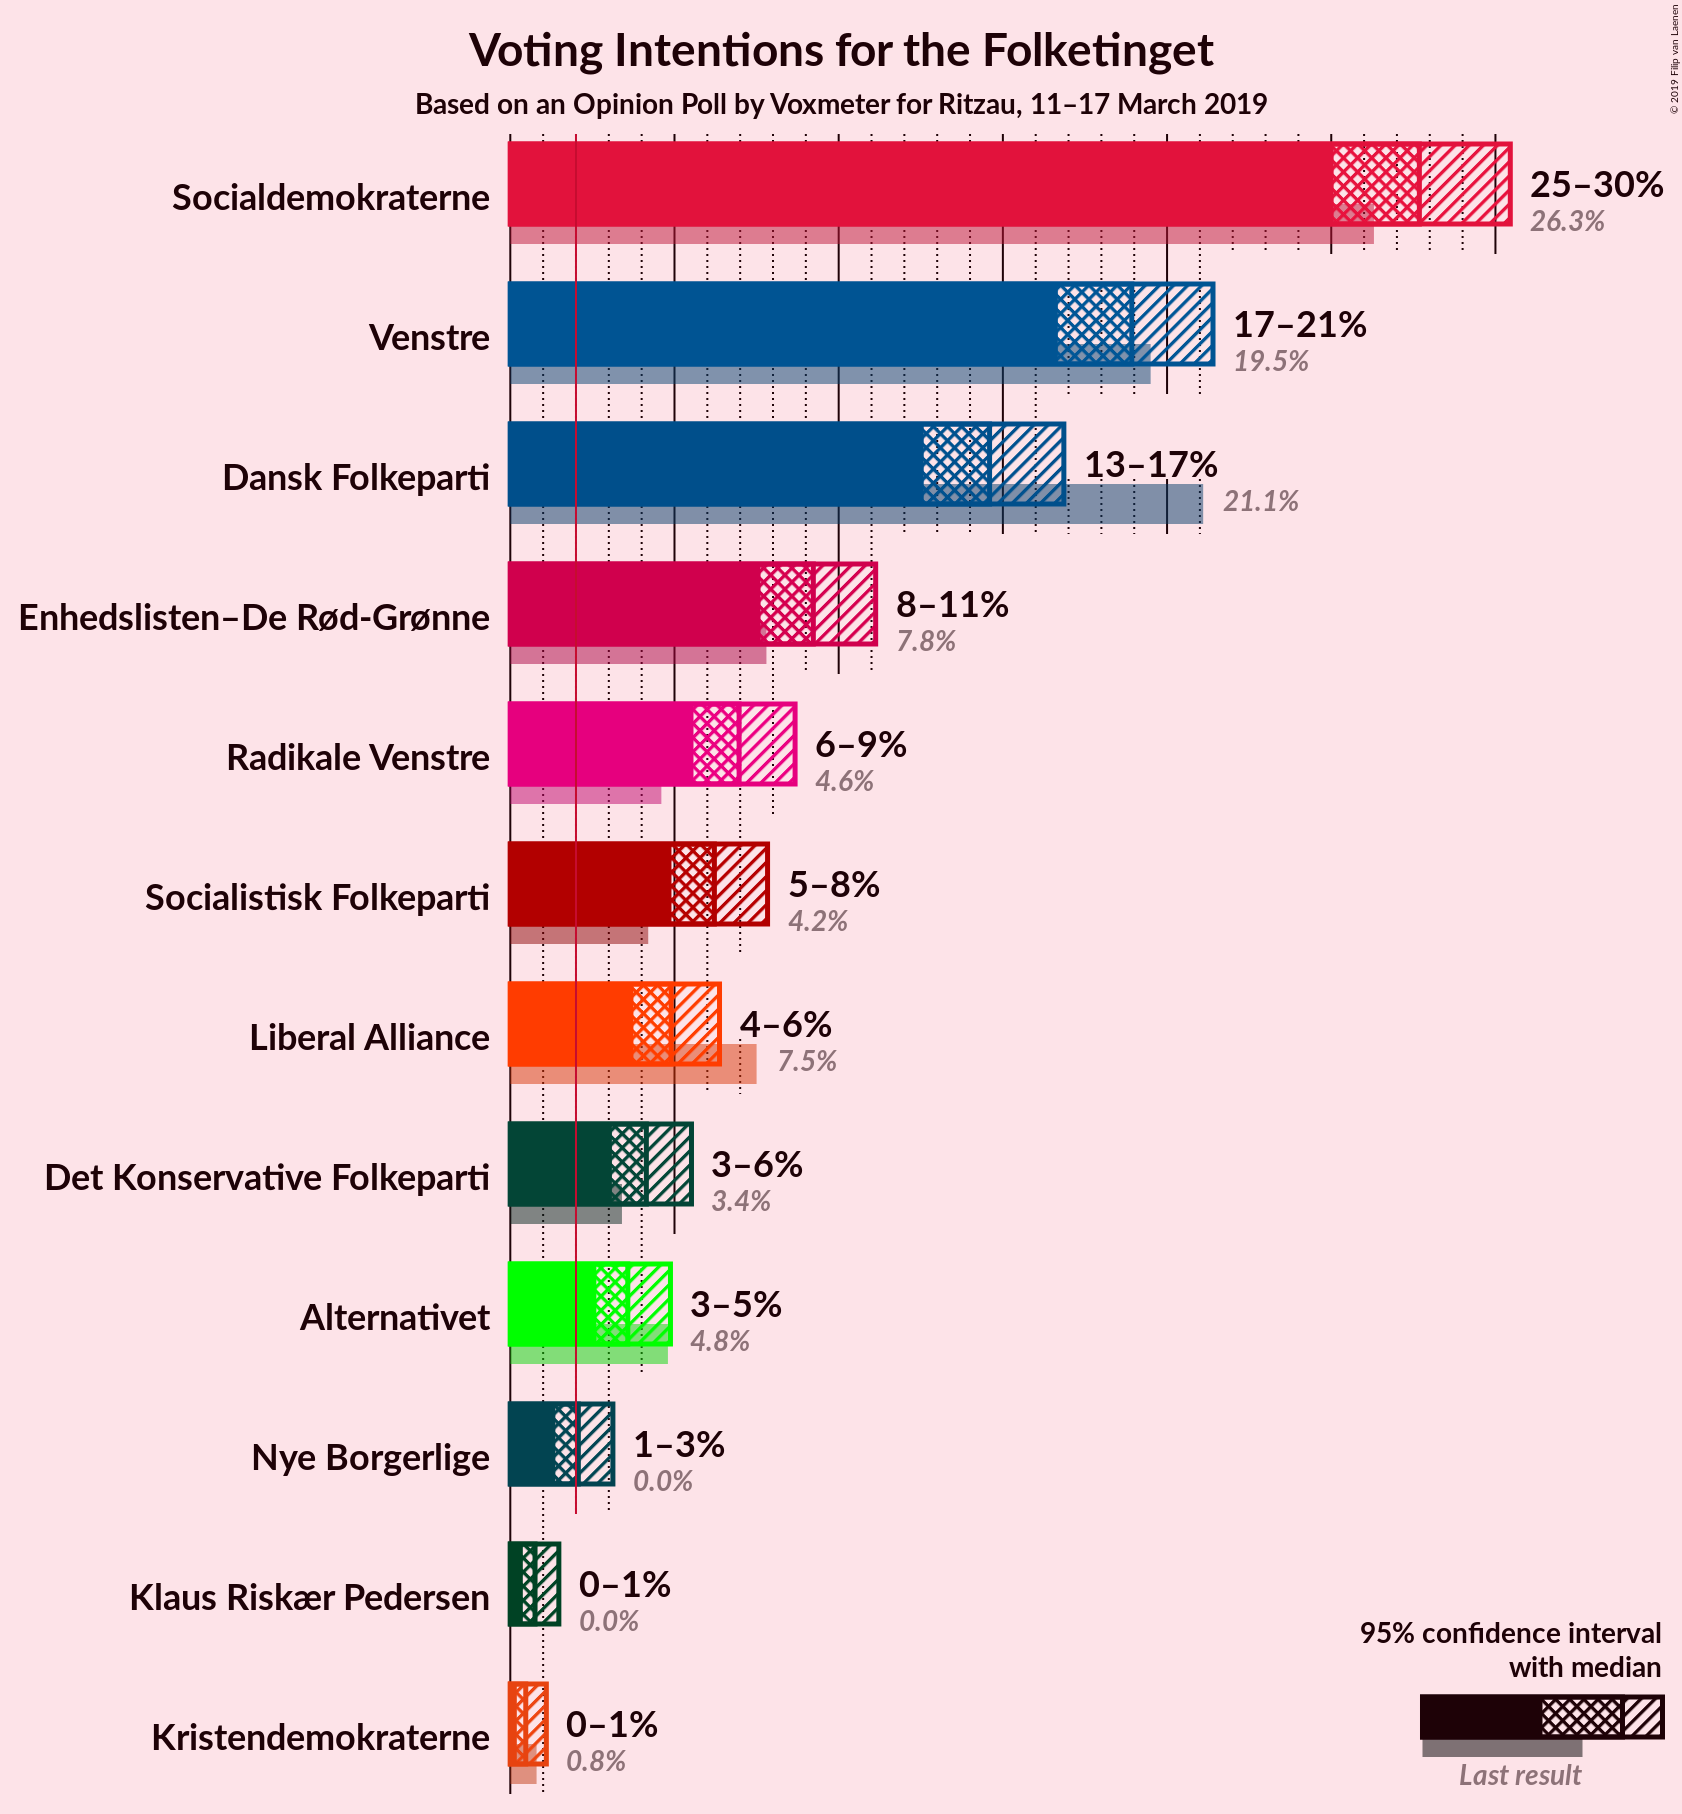 Voting Intentions for the Folketinget
Based on an Opinion Poll by Voxmeter for Ritzau, 11–17 March 2019
© 2019 Filip van Laenen
Socialdemokraterne
25–30%
26.3%
Venstre
17–21%
19.5%
Dansk Folkeparti
13–17%
21.1%
Enhedslisten–De Rød-Grønne
8–11%
7.8%
Radikale Venstre
6–9%
4.6%
Socialistisk Folkeparti
5–8%
4.2%
Liberal Alliance
4–6%
7.5%
Det Konservative Folkeparti
3–6%
3.4%
Alternativet
3–5%
4.8%
Nye Borgerlige
1–3%
0.0%
Klaus Riskær Pedersen
0–1%
0.0%
Kristendemokraterne
0–1%
0.8%
95% confidence interval
with median
Last result